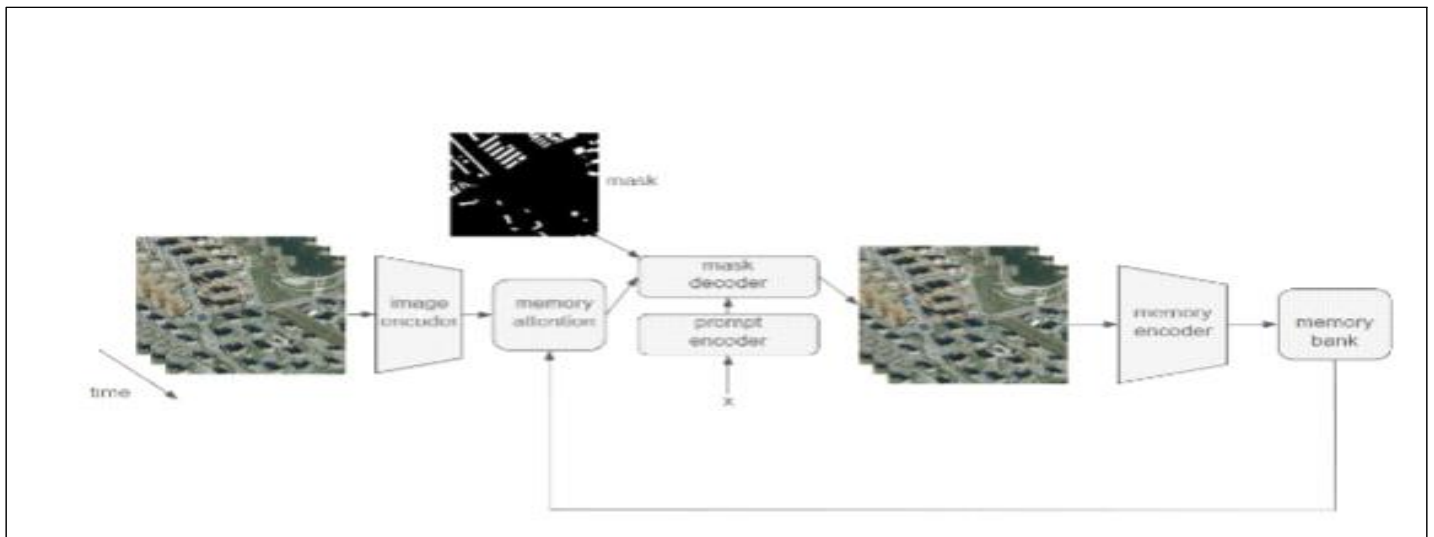 mask
mask
decoder
image
encoder
memory
attention
prompt
encoder
memory
encoder
memory
bank
time
x